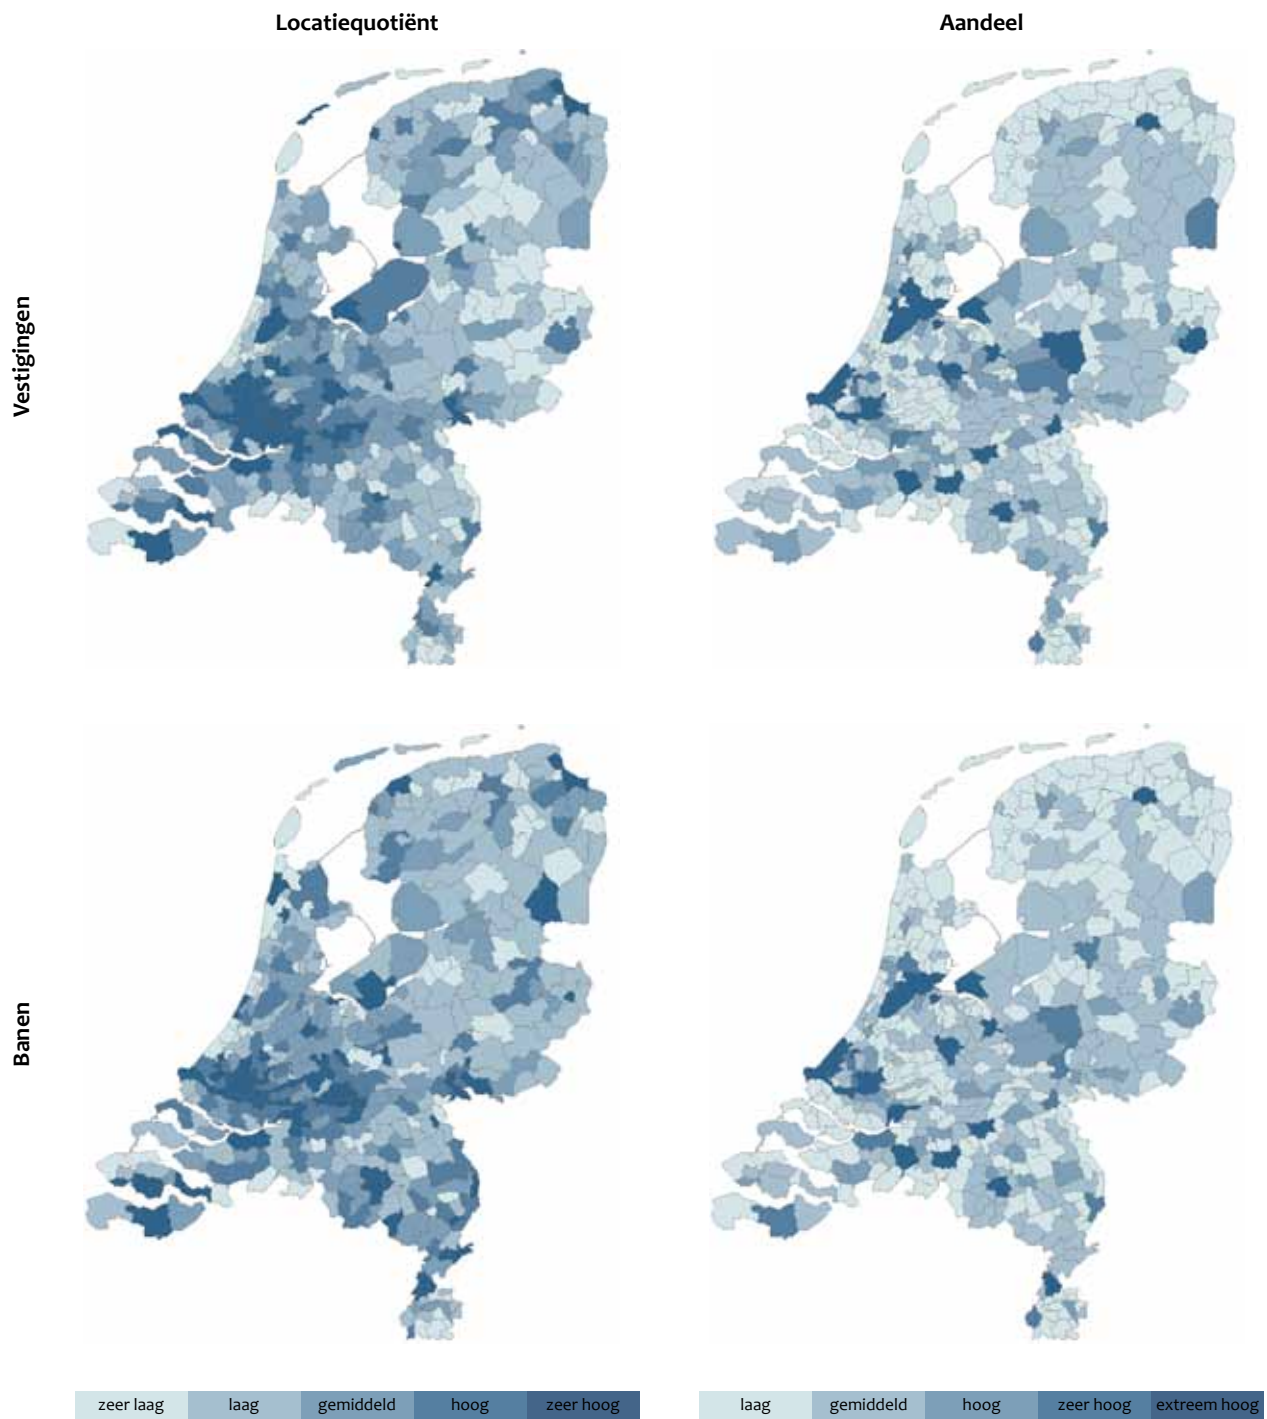 Locatiequotiënt
Aandeel
Vestigingen
Banen
zeer laag
laag
gemiddeld
hoog
zeer hoog
laag
gemiddeld
hoog
zeer hoog
extreem hoog